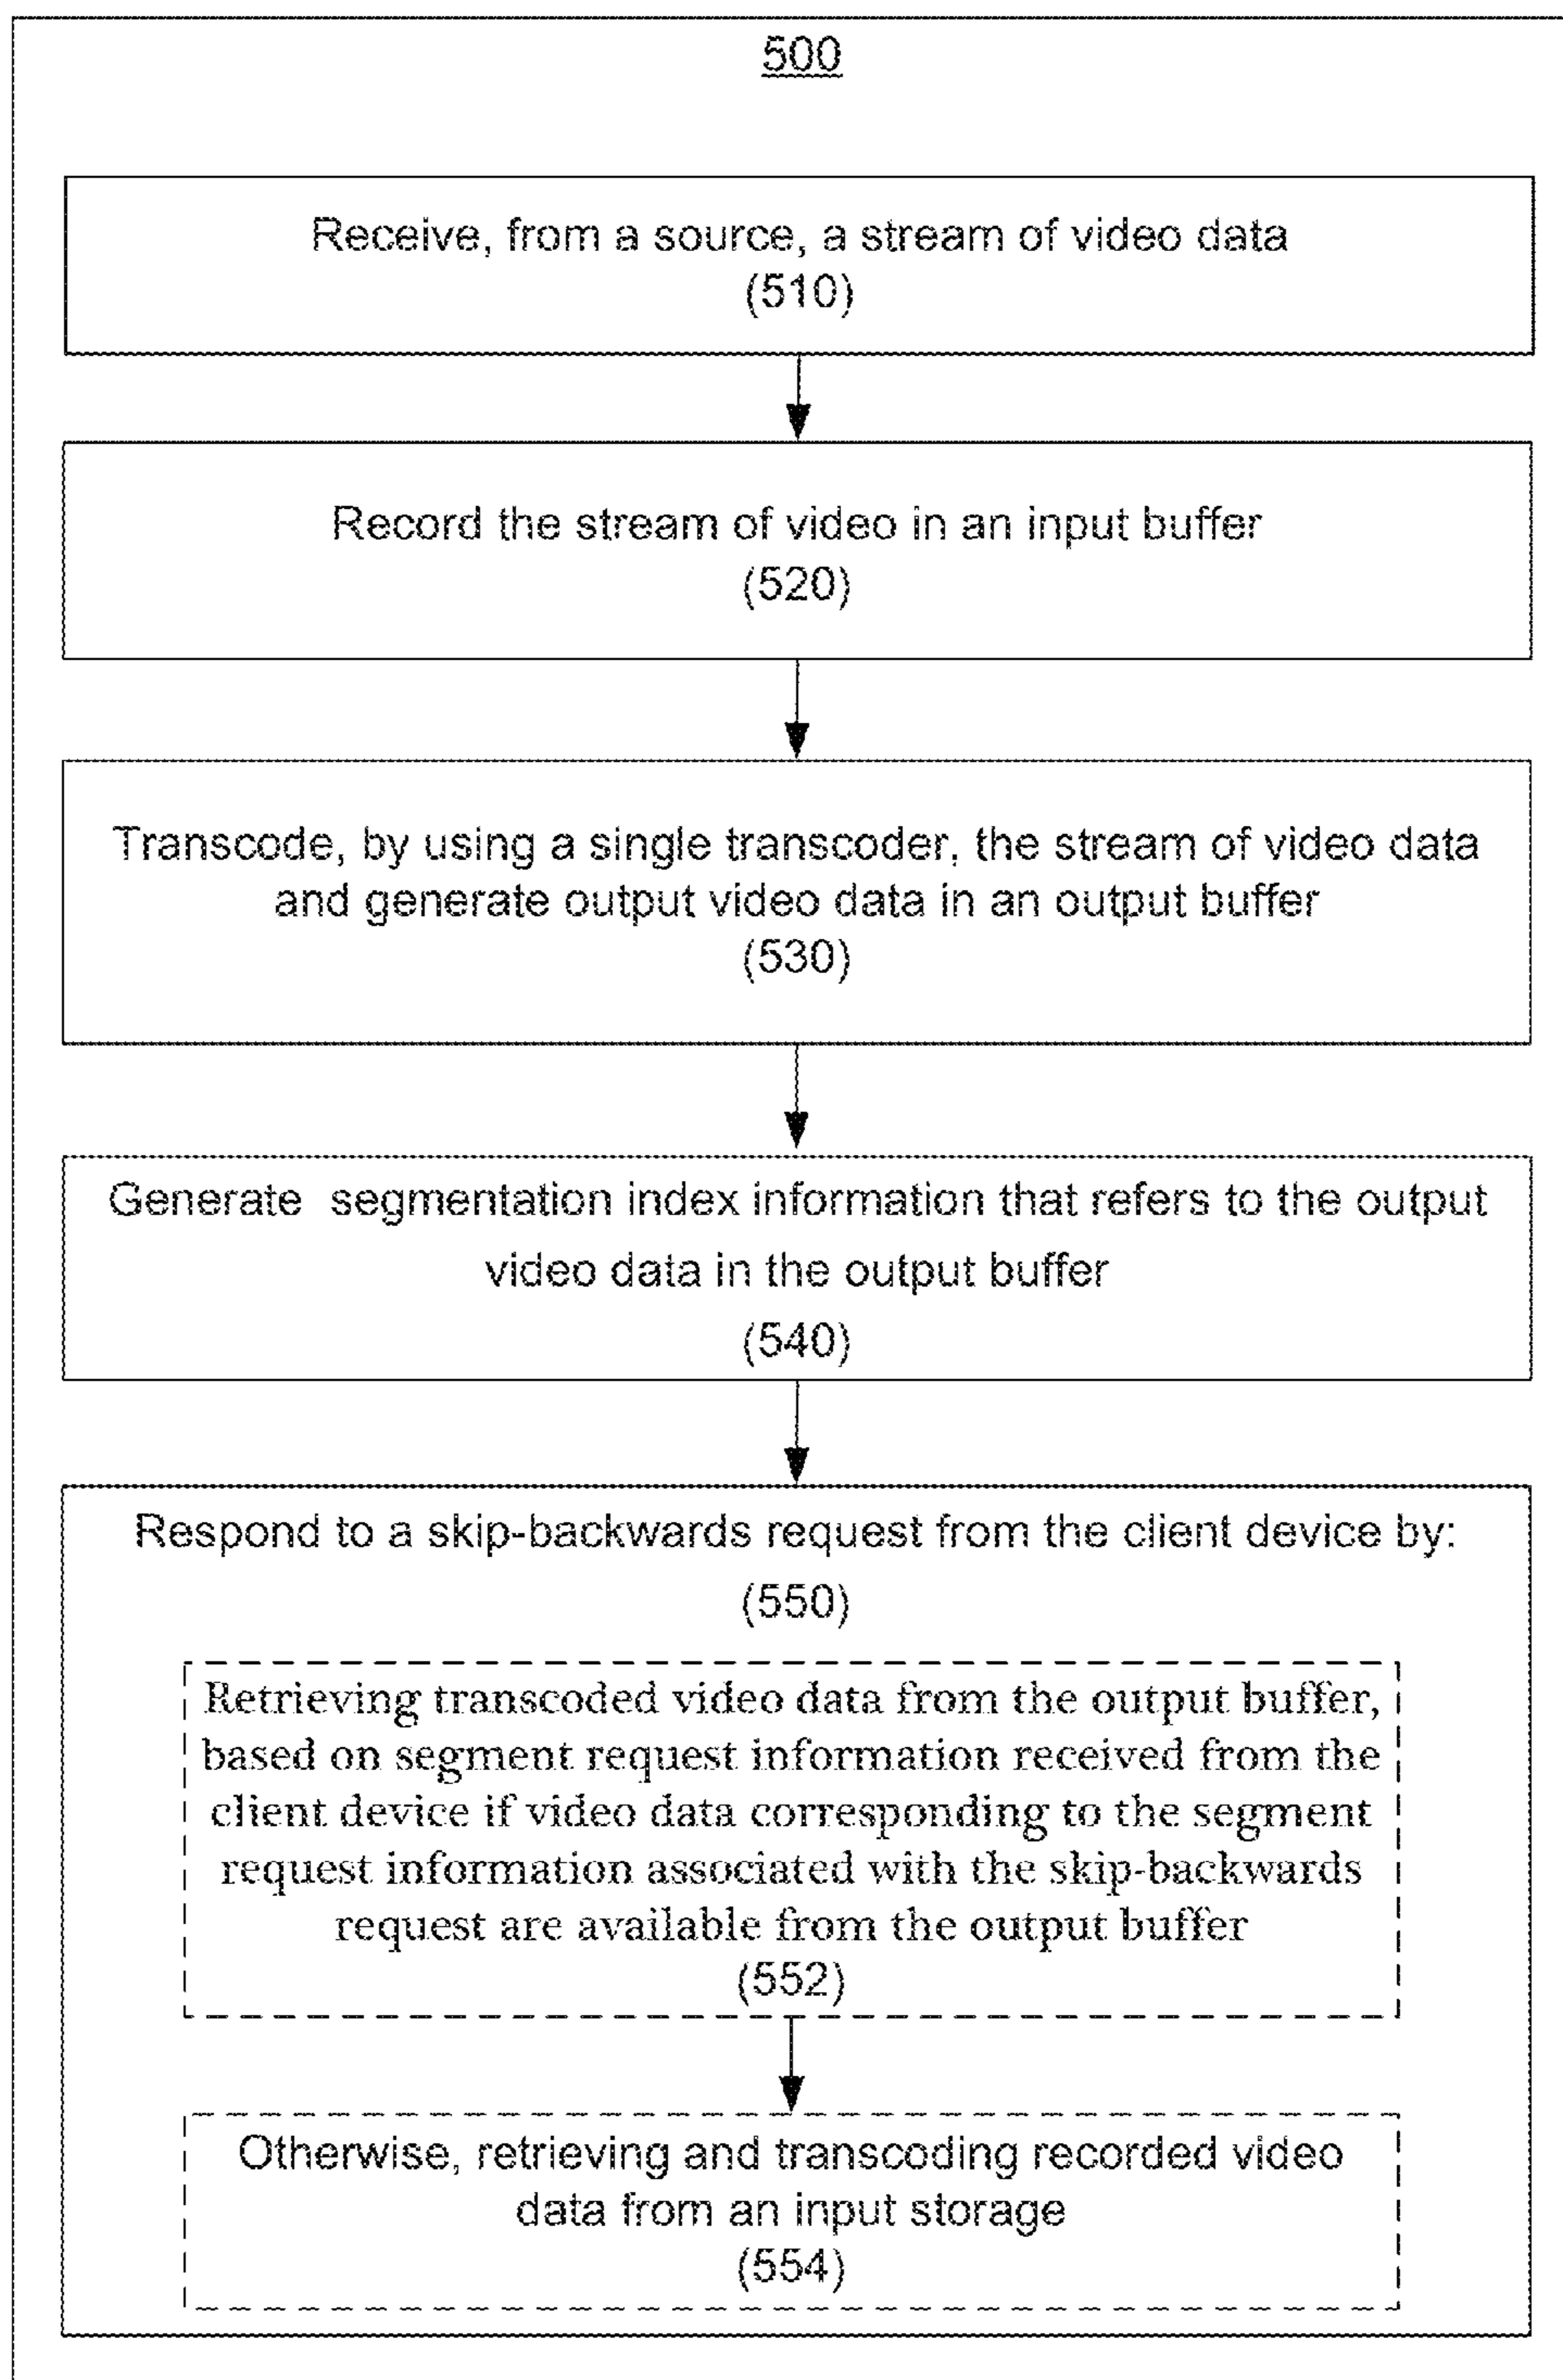 500
Receive, from a source, a stream of video data
(510)
Record the stream of video in an input buffer
(520)
Transcode, by using a single transcoder, the stream of video data
and generate output video data in an output buffer
(530)
Generate segmentation index information that refers to the output
video data in the output buffer
(540)
Respond to a skip-backwards request from the client device by:
(550)
Retrieving transcoded video data from the output buffer,
based on segment request information received from the
client device if video data corresponding to the segment
request information associated with the skip-backwards
request are available from the output buffer
(552)
Otherwise, retrieving and transcoding recorded video
data from an input storage
(554)